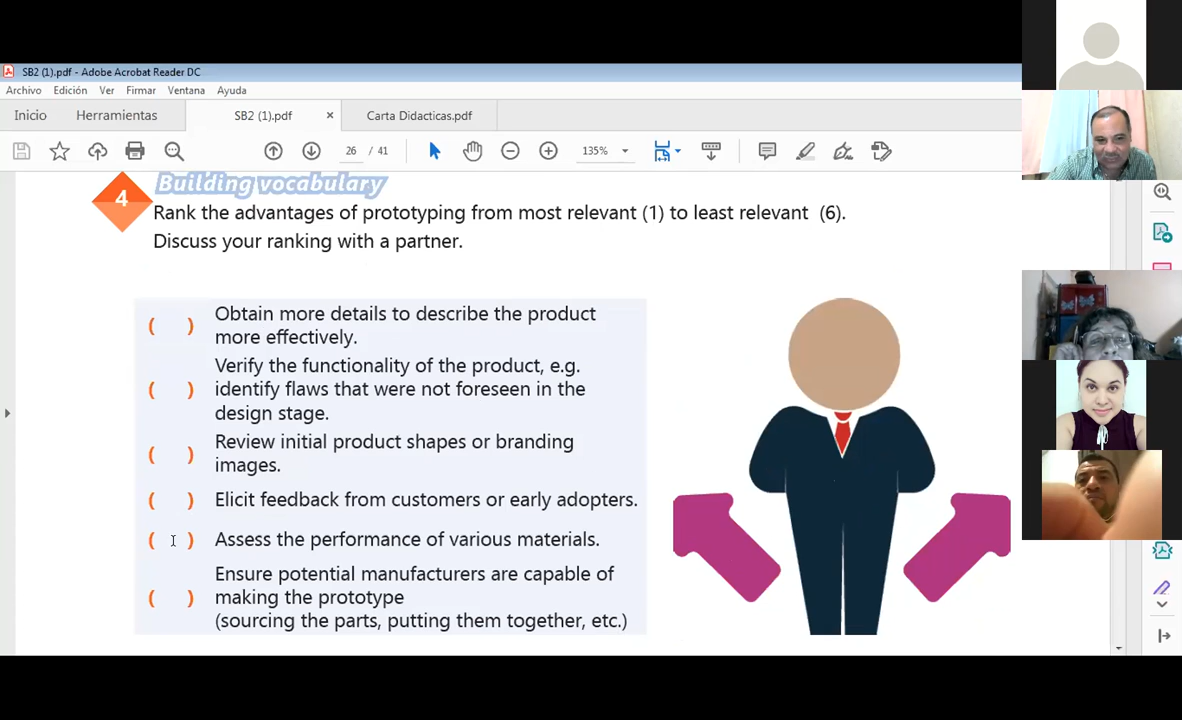 SB2 (1).pdf - Adobe Acrobat Reader DC
Archivo Edición Ver Firmar Ventana Ayuda
Inicio Herramientas SB2 (1).pdf × Carta Didacticas.pdf
26 / 41 135%
4 Building vocabulary
Rank the advantages of prototyping from most relevant (1) to least relevant (6).
Discuss your ranking with a partner.
( ) Obtain more details to describe the product
more effectively.
( ) Verify the functionality of the product, e.g.
identify flaws that were not foreseen in the
design stage.
( ) Review initial product shapes or branding
images.
( ) Elicit feedback from customers or early adopters.
( ) Assess the performance of various materials.
( ) Ensure potential manufacturers are capable of
making the prototype
(sourcing the parts, putting them together, etc.)